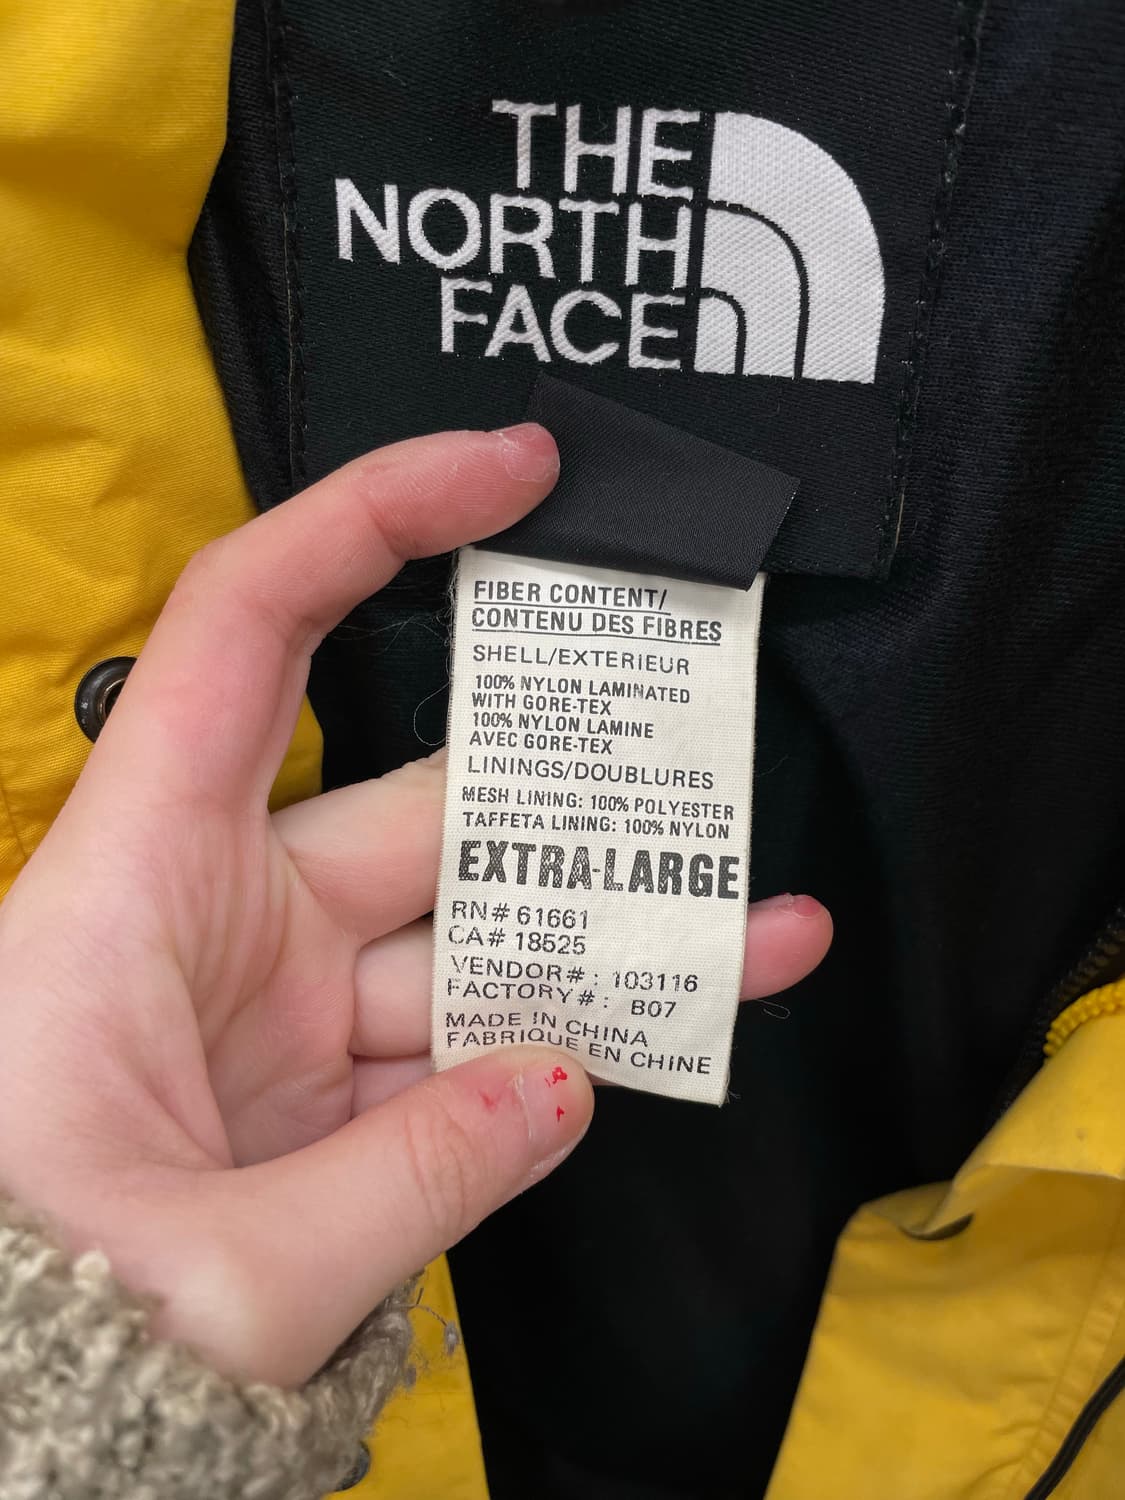 THE
NORTH
FACE
FIBER CONTENT/
CONTENU DES FIBRES
SHELL/EXTERIEUR
100% NYLON LAMINATED
WITH GORE-TEX
100% NYLON LAMINE
AVEC GORE-TEX
LININGS/DOUBLURES
MESH LINING: 100% POLYESTER
TAFFETA LINING: 100% NYLON
EXTRA-LARGE
RN# 61661
CA# 18525
VENDOR# : 103116
FACTORY# : B07
MADE IN CHINA
FABRIQUE EN CHINE